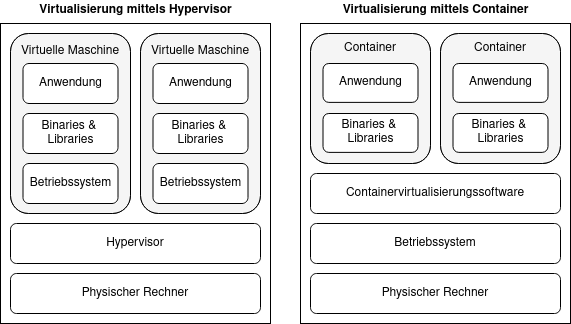 Virtualisierung mittels Hypervisor
Virtuelle Maschine
Anwendung
Binaries &
Libraries
Betriebssystem
Virtuelle Maschine
Anwendung
Binaries &
Libraries
Betriebssystem
Hypervisor
Physischer Rechner
Virtualisierung mittels Container
Container
Anwendung
Binaries &
Libraries
Container
Anwendung
Binaries &
Libraries
Containervirtualisierungssoftware
Betriebssystem
Physischer Rechner